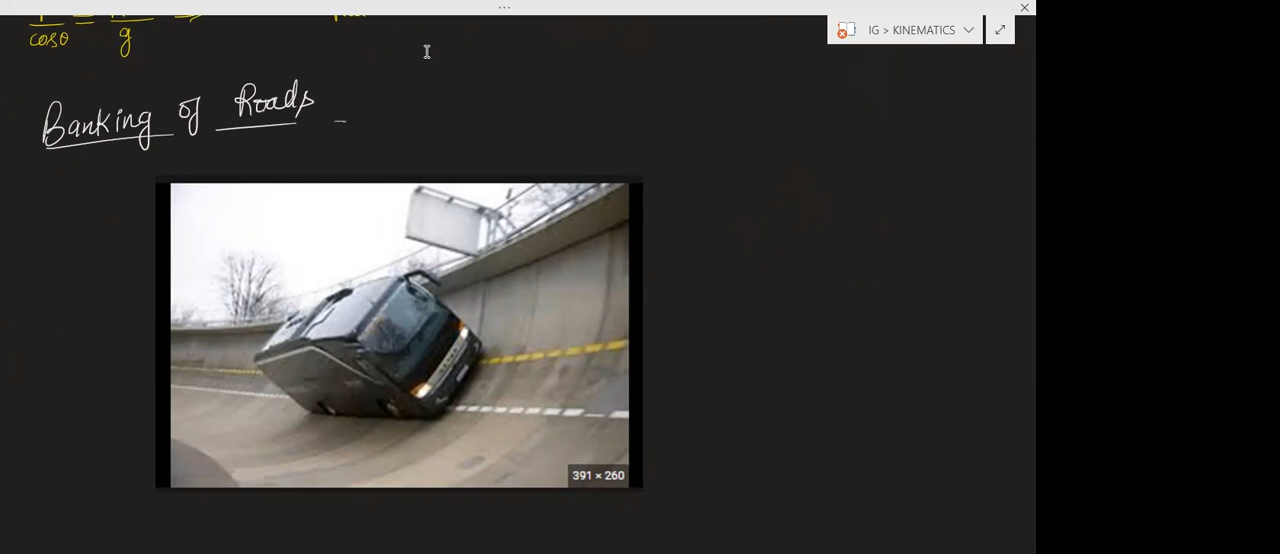 IG > KINEMATICS
cosθ
g
Banking of Roads
391 × 260